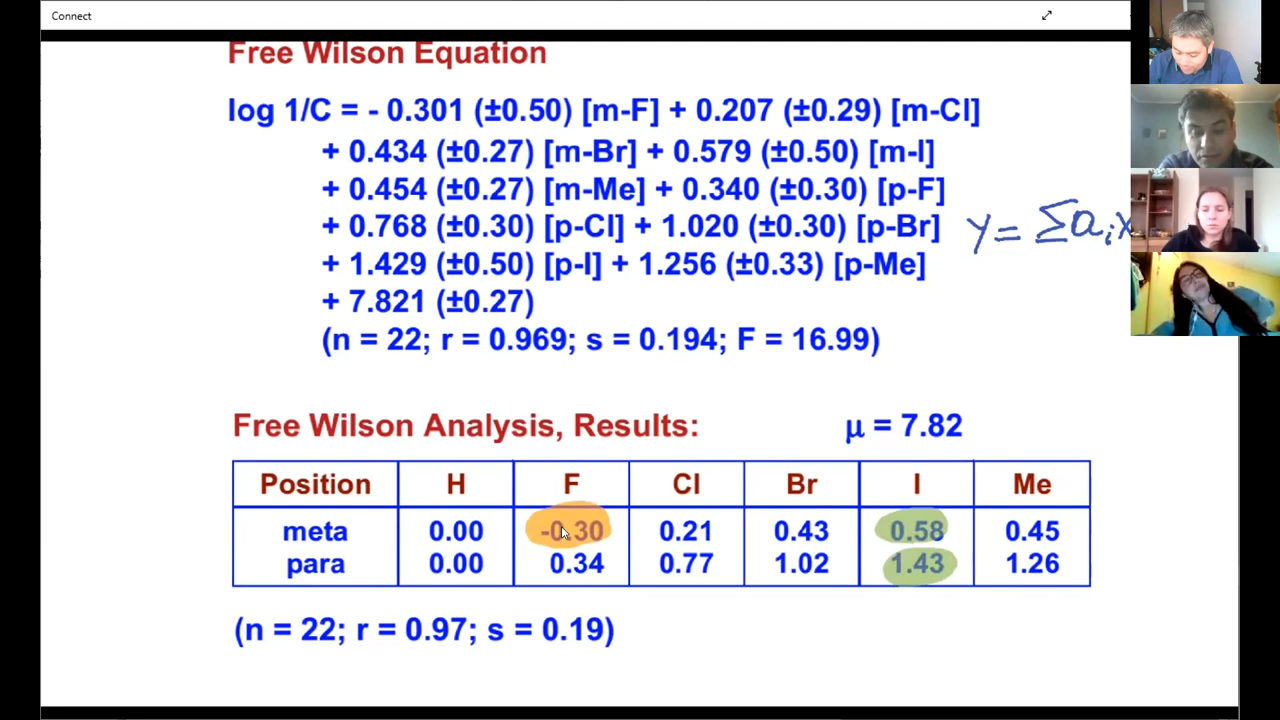 Connect
Free Wilson Equation
log 1/C = - 0.301 (±0.50) [m-F] + 0.207 (±0.29) [m-Cl]
+ 0.434 (±0.27) [m-Br] + 0.579 (±0.50) [m-I]
+ 0.454 (±0.27) [m-Me] + 0.340 (±0.30) [p-F]
+ 0.768 (±0.30) [p-Cl] + 1.020 (±0.30) [p-Br]
y = Σaᵢx
+ 1.429 (±0.50) [p-I] + 1.256 (±0.33) [p-Me]
+ 7.821 (±0.27)
(n = 22; r = 0.969; s = 0.194; F = 16.99)
Free Wilson Analysis, Results: μ = 7.82
Position H F Cl Br I Me
meta 0.00 -0.30 0.21 0.43 0.58 0.45
para 0.00 0.34 0.77 1.02 1.43 1.26
(n = 22; r = 0.97; s = 0.19)